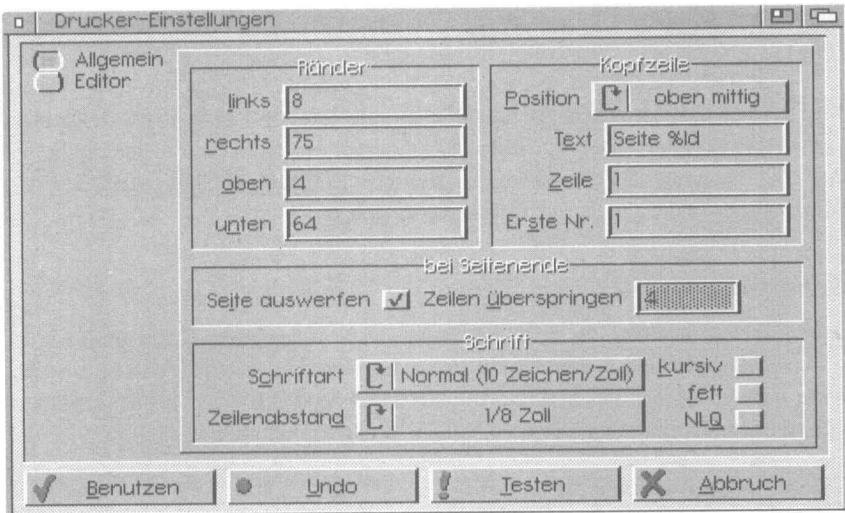 Drucker-Einstellungen
Allgemein
Editor
Ränder
links 8
rechts 75
oben 4
unten 64
Kopfzeile
Position oben mittig
Text Seite %ld
Zeile 1
Erste Nr. 1
bei Seitenende
Seite auswerfen Zeilen überspringen 4
Schrift
Schriftart Normal (10 Zeichen/Zoll)
Zeilenabstand 1/8 Zoll
kursiv
fett
NLQ
Benutzen Undo Testen Abbruch